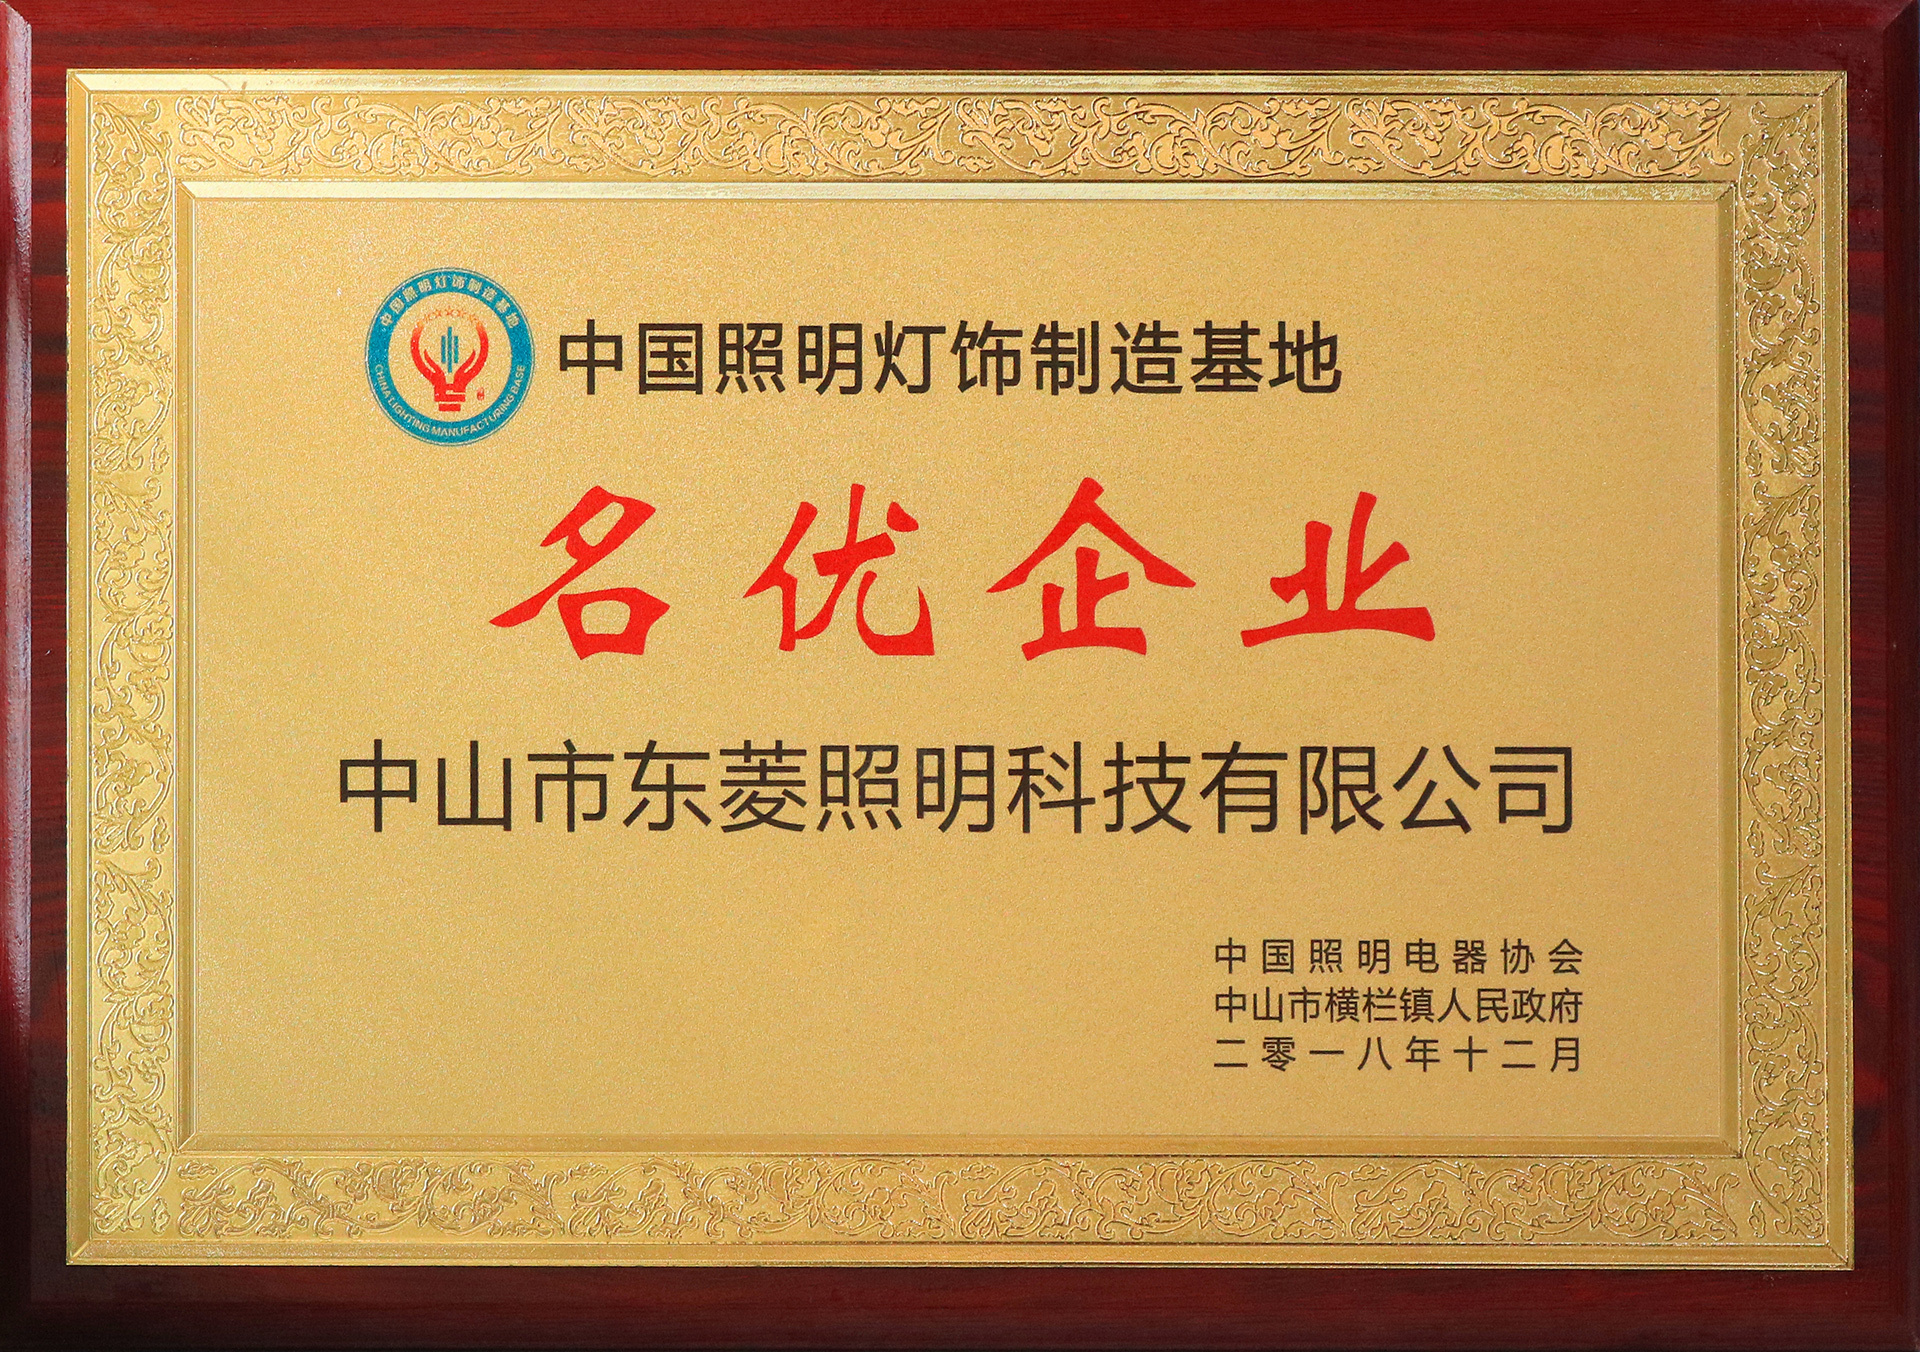 中国照明灯饰制造基地
CHINA LIGHTING MANUFACTURING BASE
中国照明灯饰制造基地
名优企业
中山市东菱照明科技有限公司
中国照明电器协会
中山市横栏镇人民政府
二零一八年十二月